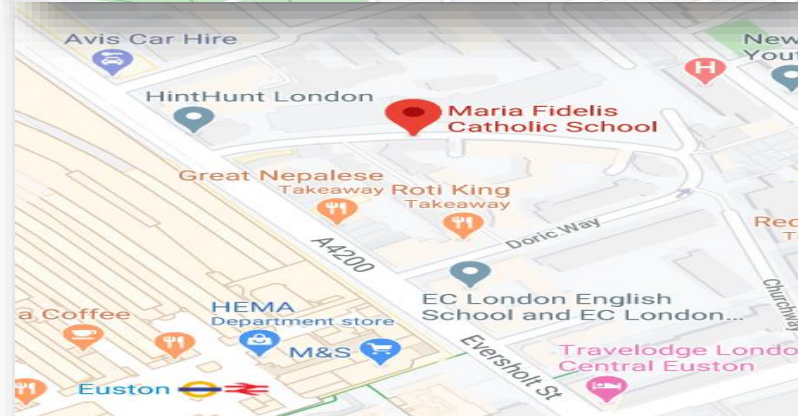 Avis Car Hire
New
Yout
HintHunt London
H
Maria Fidelis
Catholic School
Great Nepalese
Takeaway
Roti King
Takeaway
Doric Way
A4200
Red
T
Churchway
a Coffee
HEMA
Department store
EC London English
School and EC London...
M&S
Eversholt St
Travelodge Londo
Central Euston
Euston